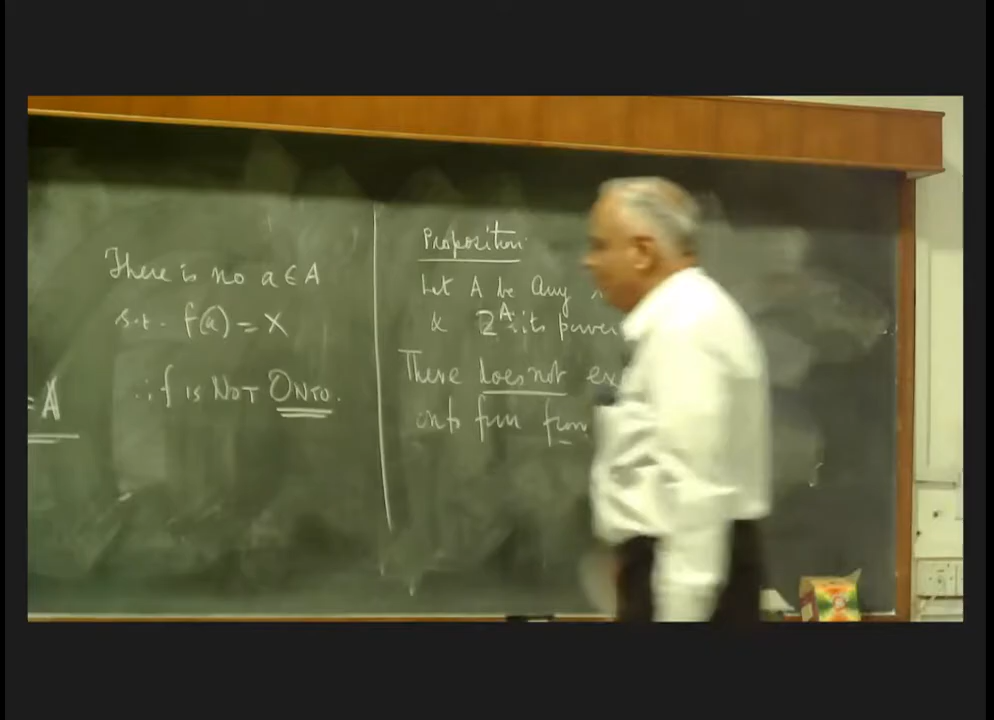 = A
There is no a ∈ A
s.t. f(a) = X
∴ f is NOT ONTO.
Proposition:
Let A be Any
& 2^A its power
There does not
onto fun from